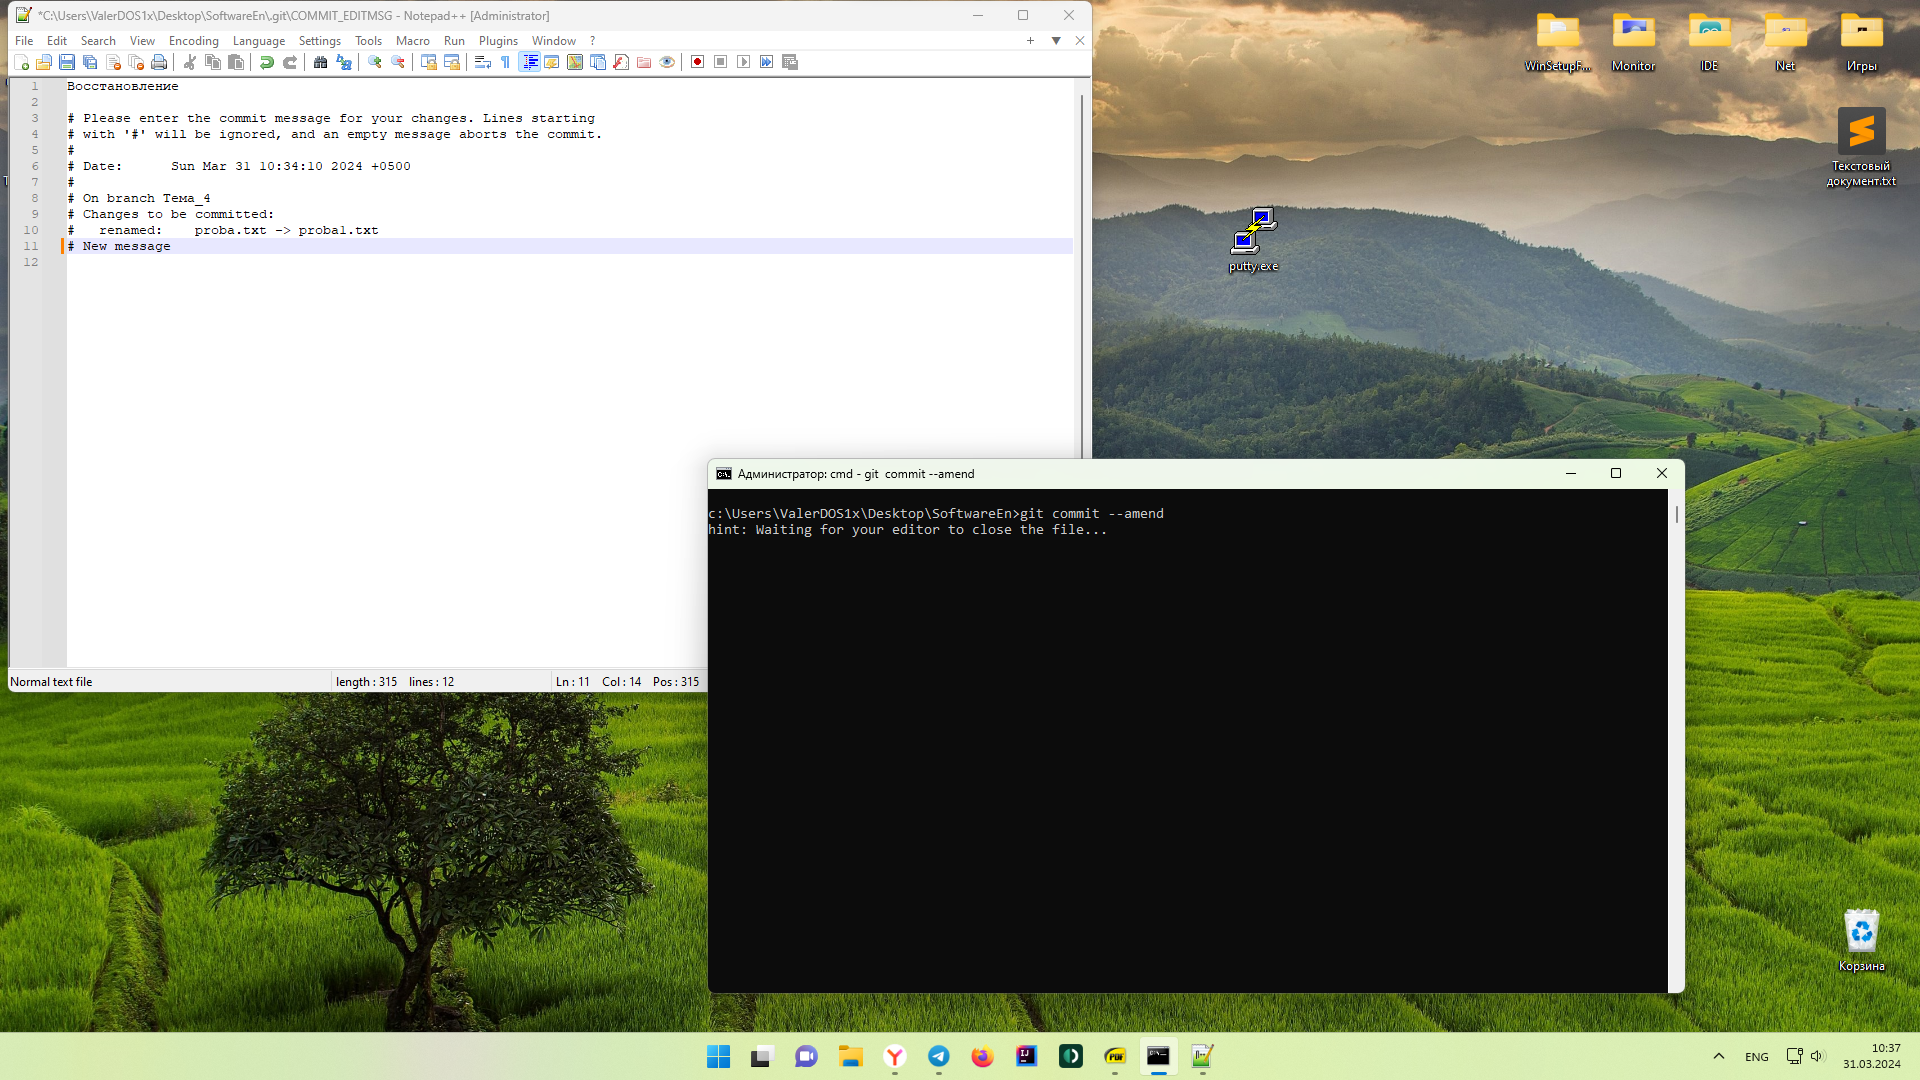 *C:\Users\ValerDOS1x\Desktop\SoftwareEn\.git\COMMIT_EDITMSG - Notepad++ [Administrator]
File Edit Search View Encoding Language Settings Tools Macro Run Plugins Window ?
1 Восстановление
2
3 # Please enter the commit message for your changes. Lines starting
4 # with '#' will be ignored, and an empty message aborts the commit.
5 #
6 # Date:      Sun Mar 31 10:34:10 2024 +0500
7 #
8 # On branch Тема_4
9 # Changes to be committed:
10 #   renamed:    proba.txt -> proba1.txt
11 # New message
12
Normal text file length : 315 lines : 12 Ln : 11 Col : 14 Pos : 315
WinSetupF...
Monitor
IDE
Net
Игры
Текстовый
документ.txt
putty.exe
Администратор: cmd - git  commit --amend
c:\Users\ValerDOS1x\Desktop\SoftwareEn>git commit --amend
hint: Waiting for your editor to close the file...
Корзина
PDF
ENG
10:37
31.03.2024